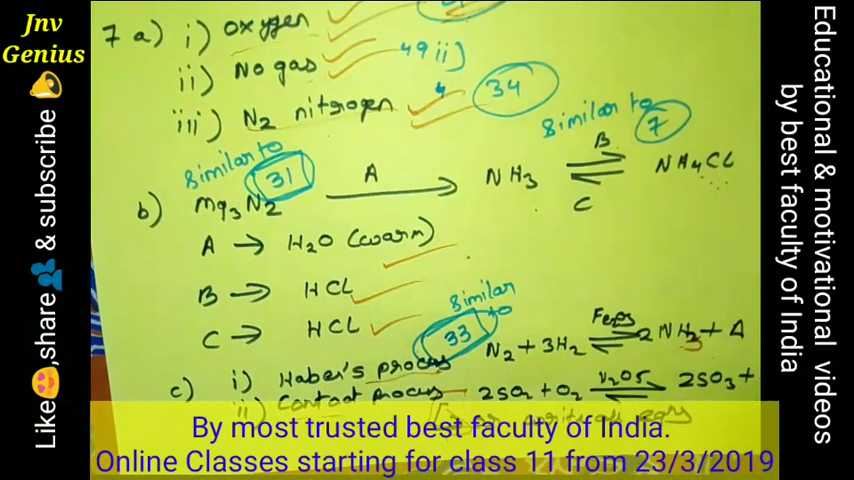 Jnv
Genius
Like, share & subscribe
7 a) i) Oxygen
ii) No gas
49 ii)
iii) N2 nitrogen
4
34
Similar to
7
Similar to
31
b) Mg3N2 A NH3 B C NH4CL
A → H2O (warm)
B → HCL
C → HCL
Similar to
33
c) i) Haber's process N2 + 3H2 2NH3 + Δ
ii) Contact process 2SO2 + O2 V2O5 2SO3 +
By most trusted best faculty of India.
Online Classes starting for class 11 from 23/3/2019
Educational & motivational videos
by best faculty of India